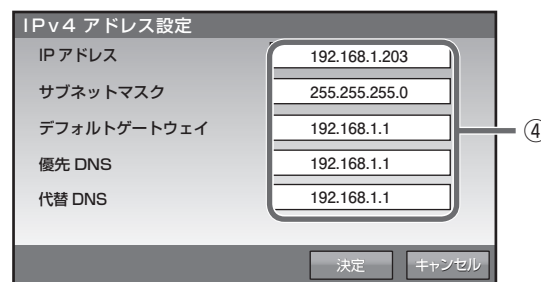 IPv4 アドレス設定
IP アドレス 192.168.1.203
サブネットマスク 255.255.255.0
デフォルトゲートウェイ 192.168.1.1
優先 DNS 192.168.1.1
代替 DNS 192.168.1.1
④
決定 キャンセル